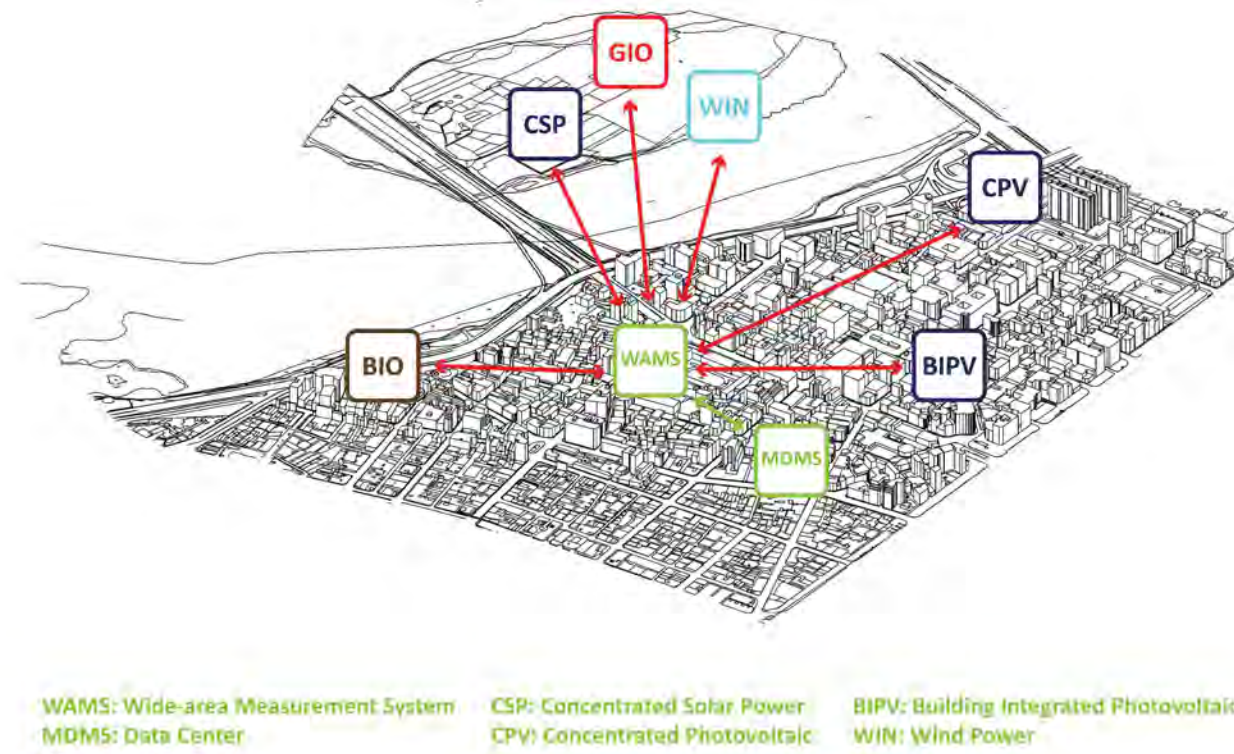 GIO
WIN
CSP
CPV
WAMS
BIO
BIPV
MDMS
WAMS: Wide-area Measurement System CSP: Concentrated Solar Power BIPV: Building Integrated Photovoltaic
MDMS: Data Center CPV: Concentrated Photovoltaic WIN: Wind Power